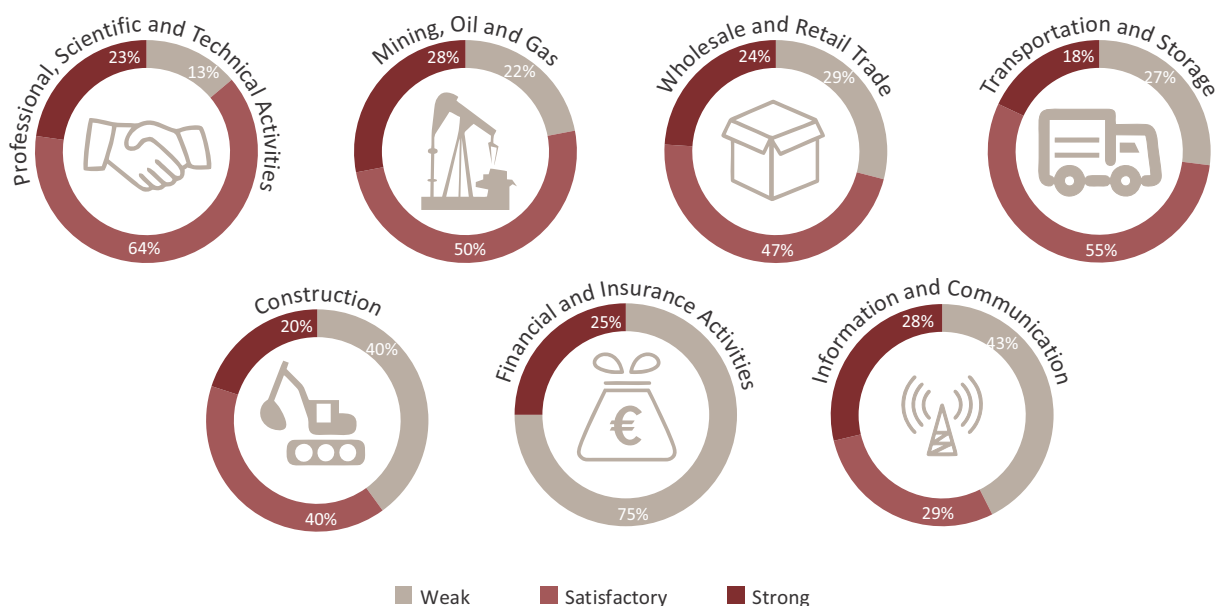 Professional, Scientific and Technical Activities
23%
13%
64%
Mining, Oil and Gas
28%
22%
50%
Wholesale and Retail Trade
24%
29%
47%
Transportation and Storage
18%
27%
55%
Construction
20%
40%
40%
Financial and Insurance Activities
25%
€
75%
Information and Communication
28%
43%
29%
Weak
Satisfactory
Strong